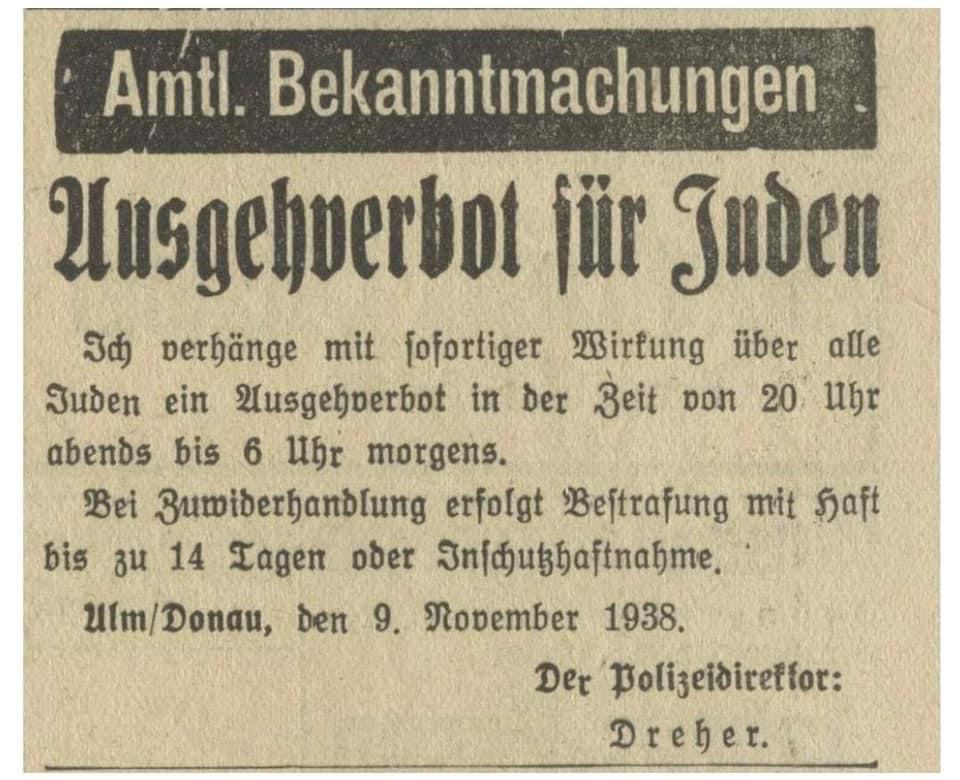 Amtl. Bekanntmachungen
Ausgehverbot für Juden
Ich verhänge mit sofortiger Wirkung über alle
Juden ein Ausgehverbot in der Zeit von 20 Uhr
abends bis 6 Uhr morgens.
Bei Zuwiderhandlung erfolgt Bestrafung mit Haft
bis zu 14 Tagen oder Inschutzhaftnahme.
Ulm/Donau, den 9. November 1938.
Der Polizeidirektor:
Dreher.